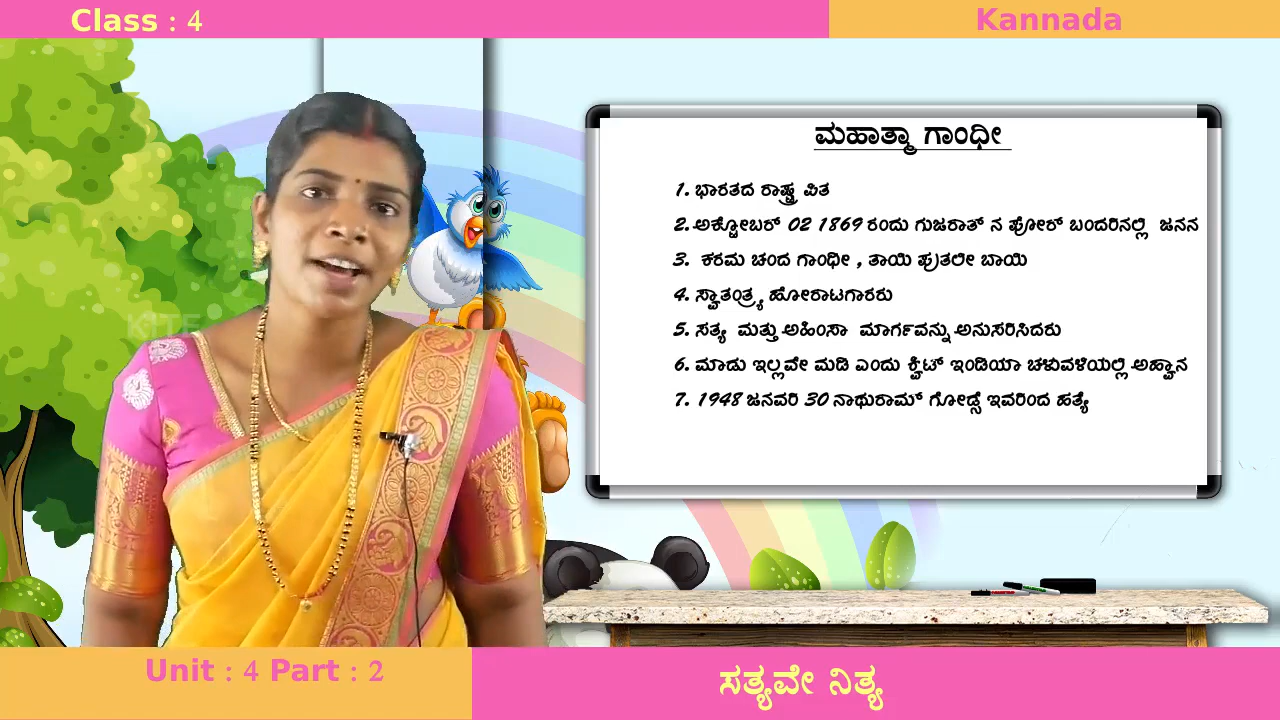 Class : 4
Kannada
ಮಹಾತ್ಮಾ ಗಾಂಧೀ
1. ಭಾರತದ ರಾಷ್ಟ್ರ ಪಿತ
2. ಅಕ್ಟೋಬರ್ 02 1869 ರಂದು ಗುಜರಾತ್ ನ ಪೋರ್ ಬಂದರಿನಲ್ಲಿ ಜನನ
3. ಕರಮ ಚಂದ ಗಾಂಧೀ , ತಾಯಿ ಪುತಲೀ ಬಾಯಿ
4. ಸ್ವಾತಂತ್ರ್ಯ ಹೋರಾಟಗಾರರು
5. ಸತ್ಯ ಮತ್ತು ಅಹಿಂಸಾ ಮಾರ್ಗವನ್ನು ಅನುಸರಿಸಿದರು
6. ಮಾಡು ಇಲ್ಲವೇ ಮಡಿ ಎಂದು ಕ್ವಿಟ್ ಇಂಡಿಯಾ ಚಳುವಳಿಯಲ್ಲಿ ಅಹ್ವಾನ
7. 1948 ಜನವರಿ 30 ನಾಥುರಾಮ್ ಗೋಡ್ಸೆ ಇವರಿಂದ ಹತ್ಯೆ
KITE
Unit : 4 Part : 2
ಸತ್ಯವೇ ನಿತ್ಯ